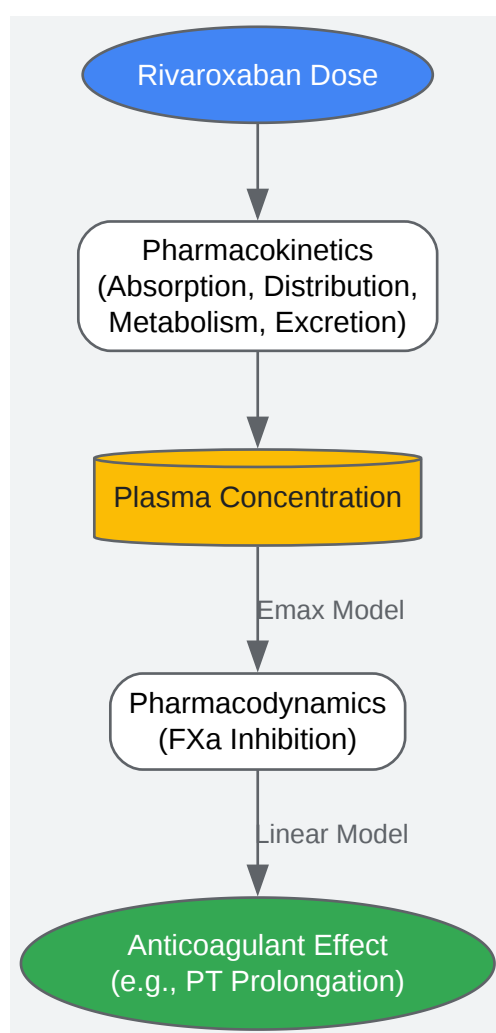 Rivaroxaban Dose
Pharmacokinetics
(Absorption, Distribution,
Metabolism, Excretion)
Plasma Concentration
Emax Model
Pharmacodynamics
(FXa Inhibition)
Linear Model
Anticoagulant Effect
(e.g., PT Prolongation)